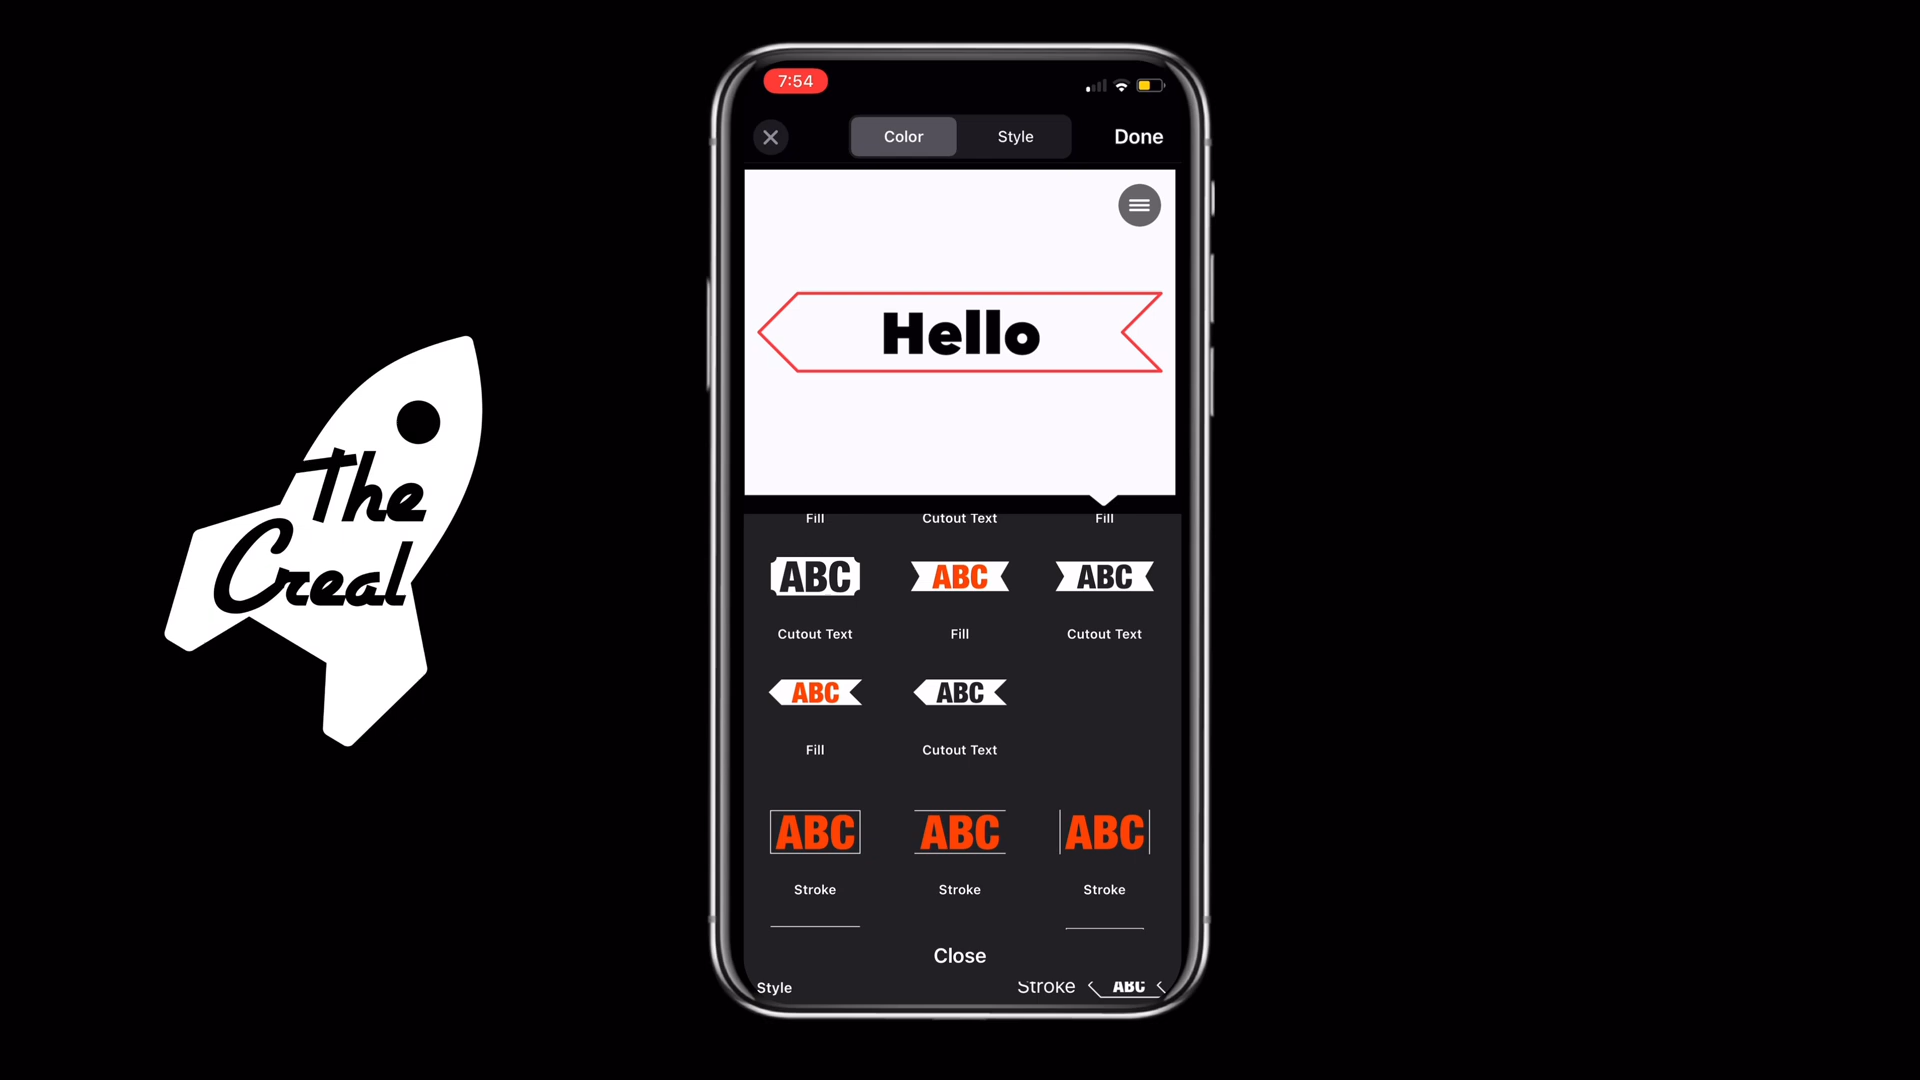 7:54
Color Style Done
Hello
The
Creal
Fill Cutout Text Fill
ABC ABC ABC
Cutout Text Fill Cutout Text
ABC ABC
Fill Cutout Text
ABC ABC ABC
Stroke Stroke Stroke
Close
Style Stroke ABC